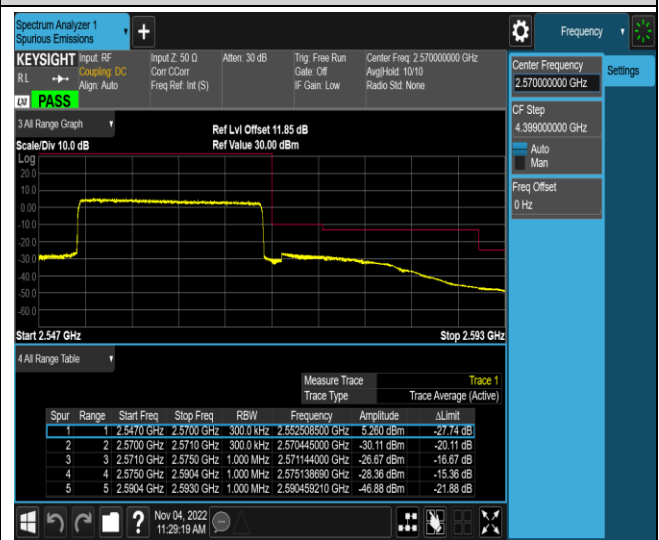 Spectrum Analyzer 1
Spurious Emissions
Frequency
KEYSIGHT Input: RF Input Z: 50 Ω Atten: 30 dB Trig: Free Run Center Freq: 2.570000000 GHz
RL Coupling: DC Corr CCorr Gate: Off Avg|Hold: 10/10
Align: Auto Freq Ref: Int (S) IF Gain: Low Radio Std: None
LXI PASS
Center Frequency
2.570000000 GHz
Settings
CF Step
4.399000000 GHz
Auto
Man
Freq Offset
0 Hz
3 All Range Graph
Ref Lvl Offset 11.85 dB
Scale/Div 10.0 dB Ref Value 30.00 dBm
Log
20.0
10.0
0.00
-10.0
-20.0
-30.0
-40.0
-50.0
-60.0
Start 2.547 GHz Stop 2.593 GHz
4 All Range Table
Measure Trace Trace 1
Trace Type Trace Average (Active)
Spur Range Start Freq Stop Freq RBW Frequency Amplitude ΔLimit
1 1 2.5470 GHz 2.5700 GHz 300.0 kHz 2.552508500 GHz 5.260 dBm -27.74 dB
2 2 2.5700 GHz 2.5710 GHz 300.0 kHz 2.570445000 GHz -30.11 dBm -20.11 dB
3 3 2.5710 GHz 2.5750 GHz 1.000 MHz 2.571144000 GHz -26.67 dBm -16.67 dB
4 4 2.5750 GHz 2.5904 GHz 1.000 MHz 2.575138690 GHz -28.36 dBm -15.36 dB
5 5 2.5904 GHz 2.5930 GHz 1.000 MHz 2.590459210 GHz -46.88 dBm -21.88 dB
Nov 04, 2022
11:29:19 AM